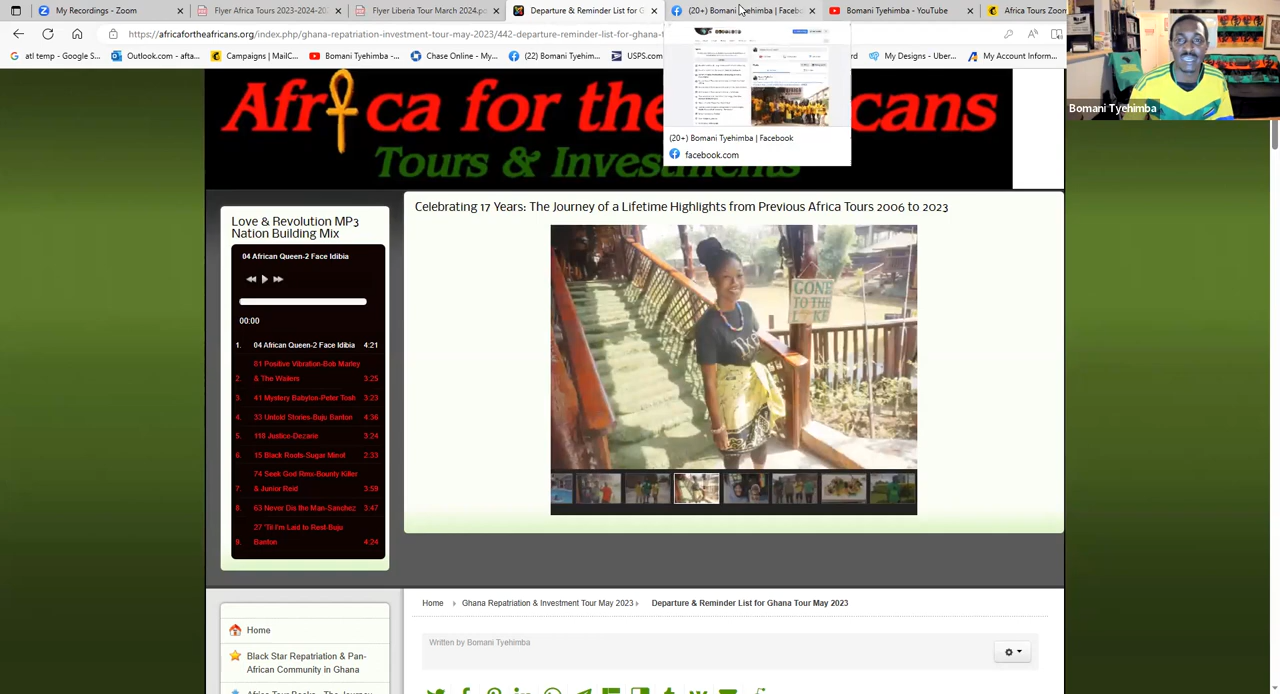 My Recordings - Zoom
Flyer Africa Tours 2023-2024-202
Flyer Liberia Tour March 2024.po
Departure & Reminder List for G
(20+) Bomani Tyehimba | Faceb
Bomani Tyehimba - YouTube
Africa Tours Zoom
https://africafortheafricans.org/index.php/ghana-repatriation-investment-tour-may-2023/442-departure-reminder-list-for-ghana-t
Outlook.com - afta...
Campaigns | MailC...
Bomani Tyehimba -...
Chase Online - My...
(22) Bomani Tyehim...
USPS.com
My Designs - Uber...
My Account Inform...
Bomani Tyehimba
(20+) Bomani Tyehimba | Facebook
facebook.com
Africa for the Africans
Tours & Investments
Love & Revolution MP3
Nation Building Mix
04 African Queen-2 Face Idibia
00:00
1. 04 African Queen-2 Face Idibia 4:21
01 Positive Vibration-Bob Marley
2. & The Wailers 3:25
3. 41 Mystery Babylon-Peter Tosh 3:23
4. 33 Untold Stories-Buju Banton 4:36
5. 116 Justice-Dezarie 3:24
6. 15 Black Roots-Sugar Minot 2:33
74 Seek God Rmx-Bounty Killer
7. & Junior Reid 3:59
8. 63 Never Dis the Man-Sanchez 3:47
27 'Til I'm Laid to Rest-Buju
9. Banton 4:24
Celebrating 17 Years: The Journey of a Lifetime Highlights from Previous Africa Tours 2006 to 2023
GONE
TO THE
Home
Ghana Repatriation & Investment Tour May 2023
Departure & Reminder List for Ghana Tour May 2023
Written by Bomani Tyehimba
Home
Black Star Repatriation & Pan-
African Community in Ghana
Africa Tour Books - The Journey